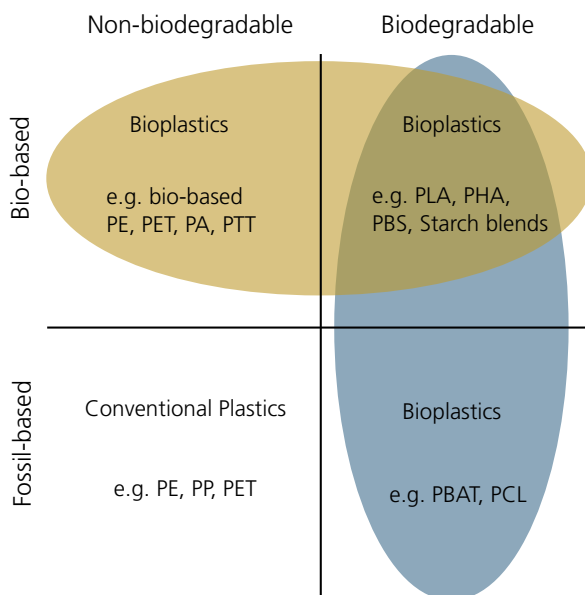 Non-biodegradable
Biodegradable
Bio-based
Bioplastics
e.g. bio-based
PE, PET, PA, PTT
Bioplastics
e.g. PLA, PHA,
PBS, Starch blends
Fossil-based
Conventional Plastics
e.g. PE, PP, PET
Bioplastics
e.g. PBAT, PCL